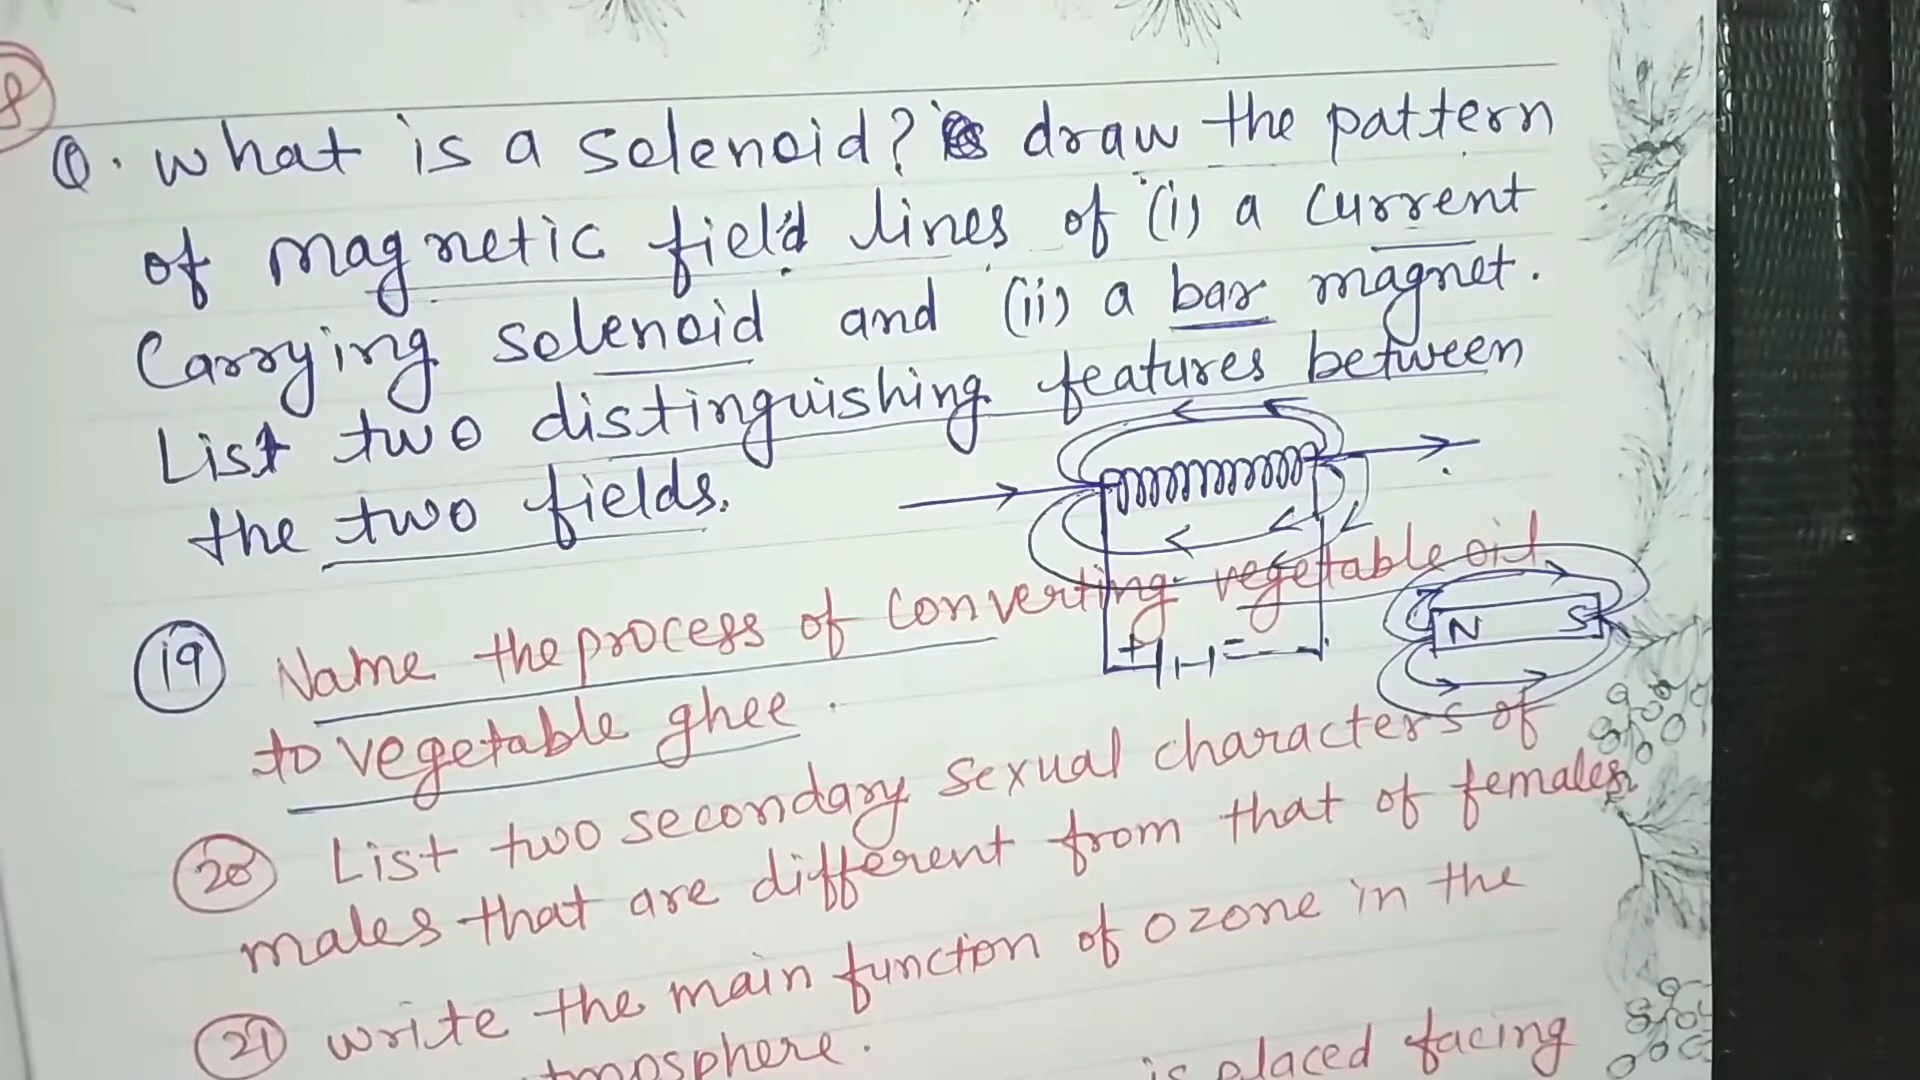 8
Q. What is a solenoid? draw the pattern
of magnetic field lines of (i) a current
Carrying solenoid and (ii) a bar magnet.
List two distinguishing features between
the two fields.
19 Name the process of converting vegetable oil
to vegetable ghee.
+ -
N S
20 List two secondary sexual characters of
males that are different from that of females.
21 write the main function of ozone in the
tmosphere.
is placed facing